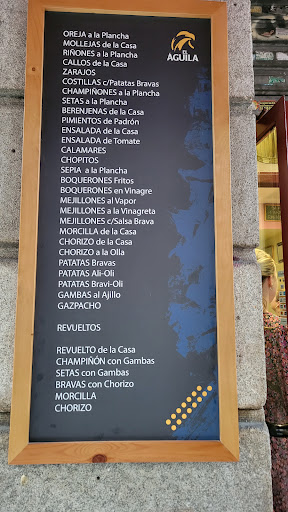 EL
AGUILA
OREJA a la Plancha
MOLLEJAS de la Casa
RIÑONES a la Plancha
CALLOS de la Casa
ZARAJOS
COSTILLAS c/Patatas Bravas
CHAMPIÑONES a la Plancha
SETAS a la Plancha
BERENJENAS de la Casa
PIMIENTOS de Padrón
ENSALADA de la Casa
ENSALADA de Tomate
CALAMARES
CHOPITOS
SEPIA a la Plancha
BOQUERONES Fritos
BOQUERONES en Vinagre
MEJILLONES al Vapor
MEJILLONES a la Vinagreta
MEJILLONES c/Salsa Brava
MORCILLA de la Casa
CHORIZO de la Casa
CHORIZO a la Olla
PATATAS Bravas
PATATAS Ali-Oli
PATATAS Bravi-Oli
GAMBAS al Ajillo
GAZPACHO
REVUELTOS
REVUELTO de la Casa
CHAMPIÑÓN con Gambas
SETAS con Gambas
BRAVAS con Chorizo
MORCILLA
CHORIZO